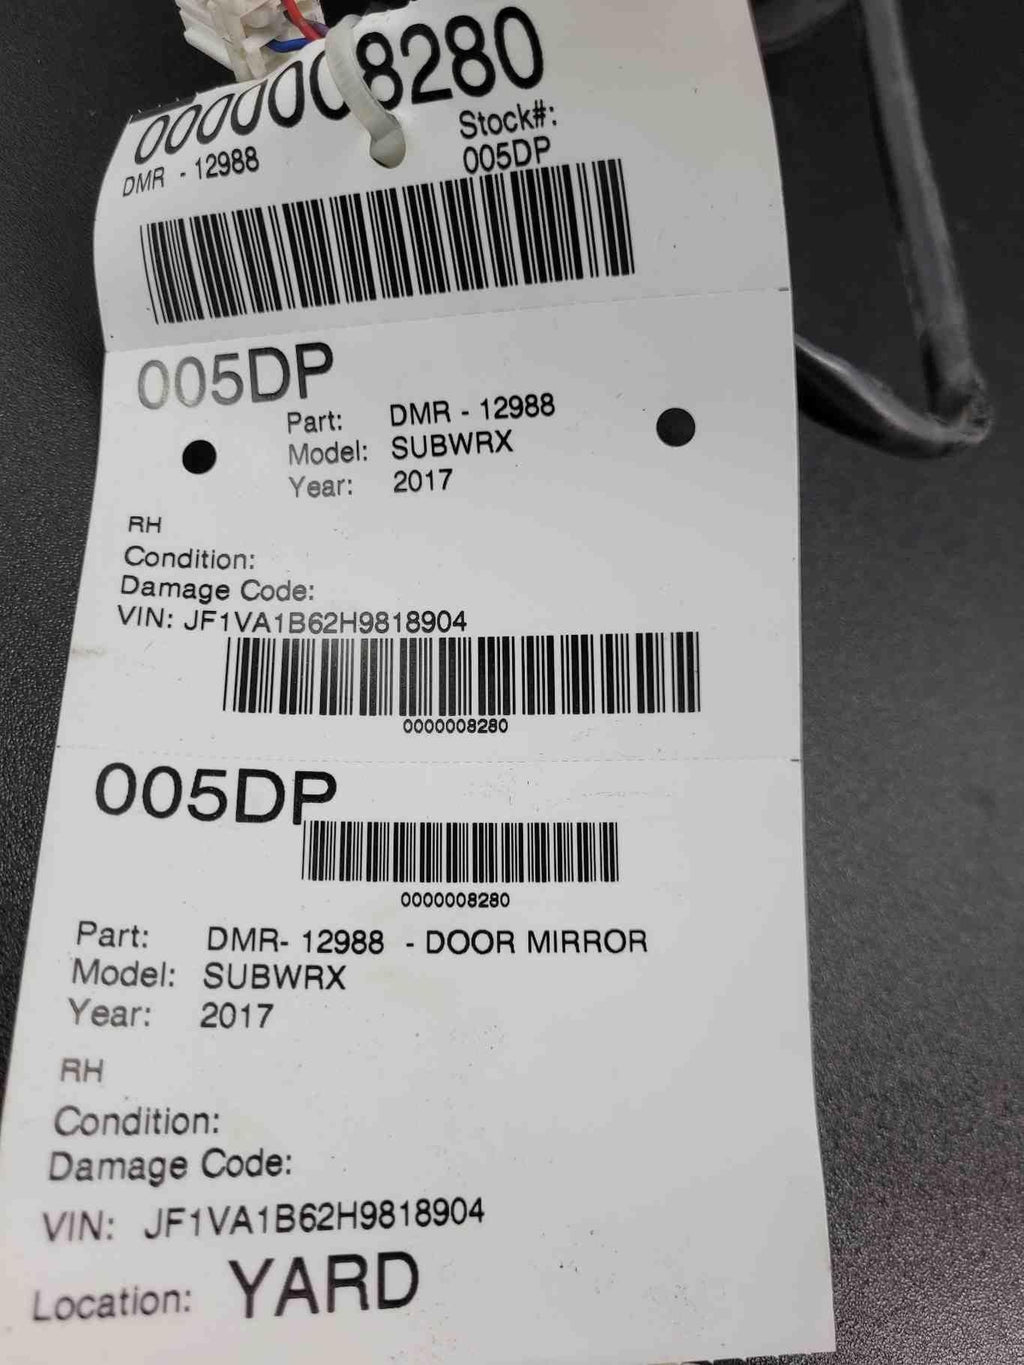 0000008280
DMR - 12988
Stock#:
005DP
005DP
Part: DMR - 12988
Model: SUBWRX
Year: 2017
RH
Condition:
Damage Code:
VIN: JF1VA1B62H9818904
0000008280
005DP
0000008280
Part: DMR- 12988 - DOOR MIRROR
Model: SUBWRX
Year: 2017
RH
Condition:
Damage Code:
VIN: JF1VA1B62H9818904
Location: YARD